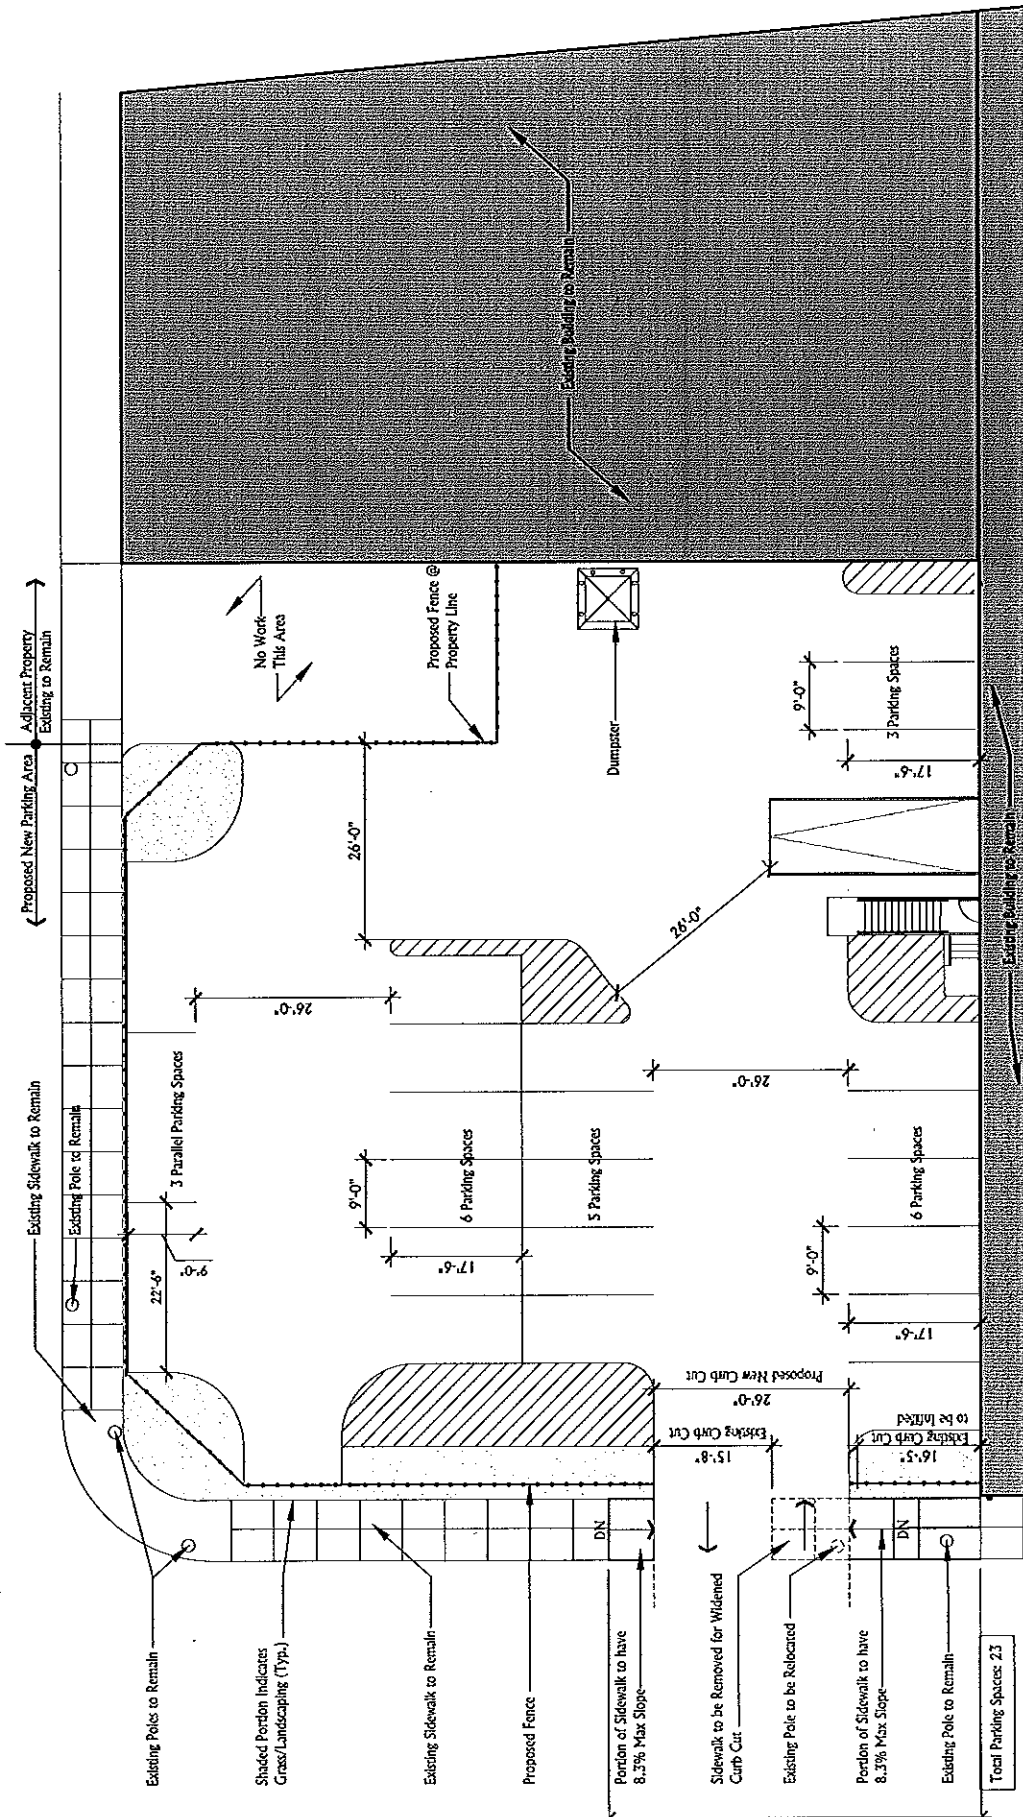 Proposed New Parking Area
Adjacent Property
Existing to Remain
Existing Sidewalk to Remain
Existing Pole to Remain
No Work
This Area
Proposed Fence @
Property Line
3 Parallel Parking Spaces
22'-6"
9'-0"
26'-0"
26'-0"
Existing Building to Remain
Dumpster
9'-0"
6 Parking Spaces
17'-6"
5 Parking Spaces
26'-0"
26'-0"
9'-0"
3 Parking Spaces
17'-6"
9'-0"
6 Parking Spaces
17'-6"
26'-0"
Proposed New Curb Cut
15'-8"
Existing Curb Cut
16'-5"
Existing Curb Cut
to be Infilled
DN
DN
Existing Building to Remain
Existing Poles to Remain
Shaded Portion Indicates
Grass/Landscaping (Typ.)
Existing Sidewalk to Remain
Proposed Fence
Portion of Sidewalk to have
8.3% Max Slope
Sidewalk to be Removed for Widened
Curb Cut
Existing Pole to be Relocated
Portion of Sidewalk to have
8.3% Max Slope
Existing Pole to Remain
Total Parking Spaces: 23